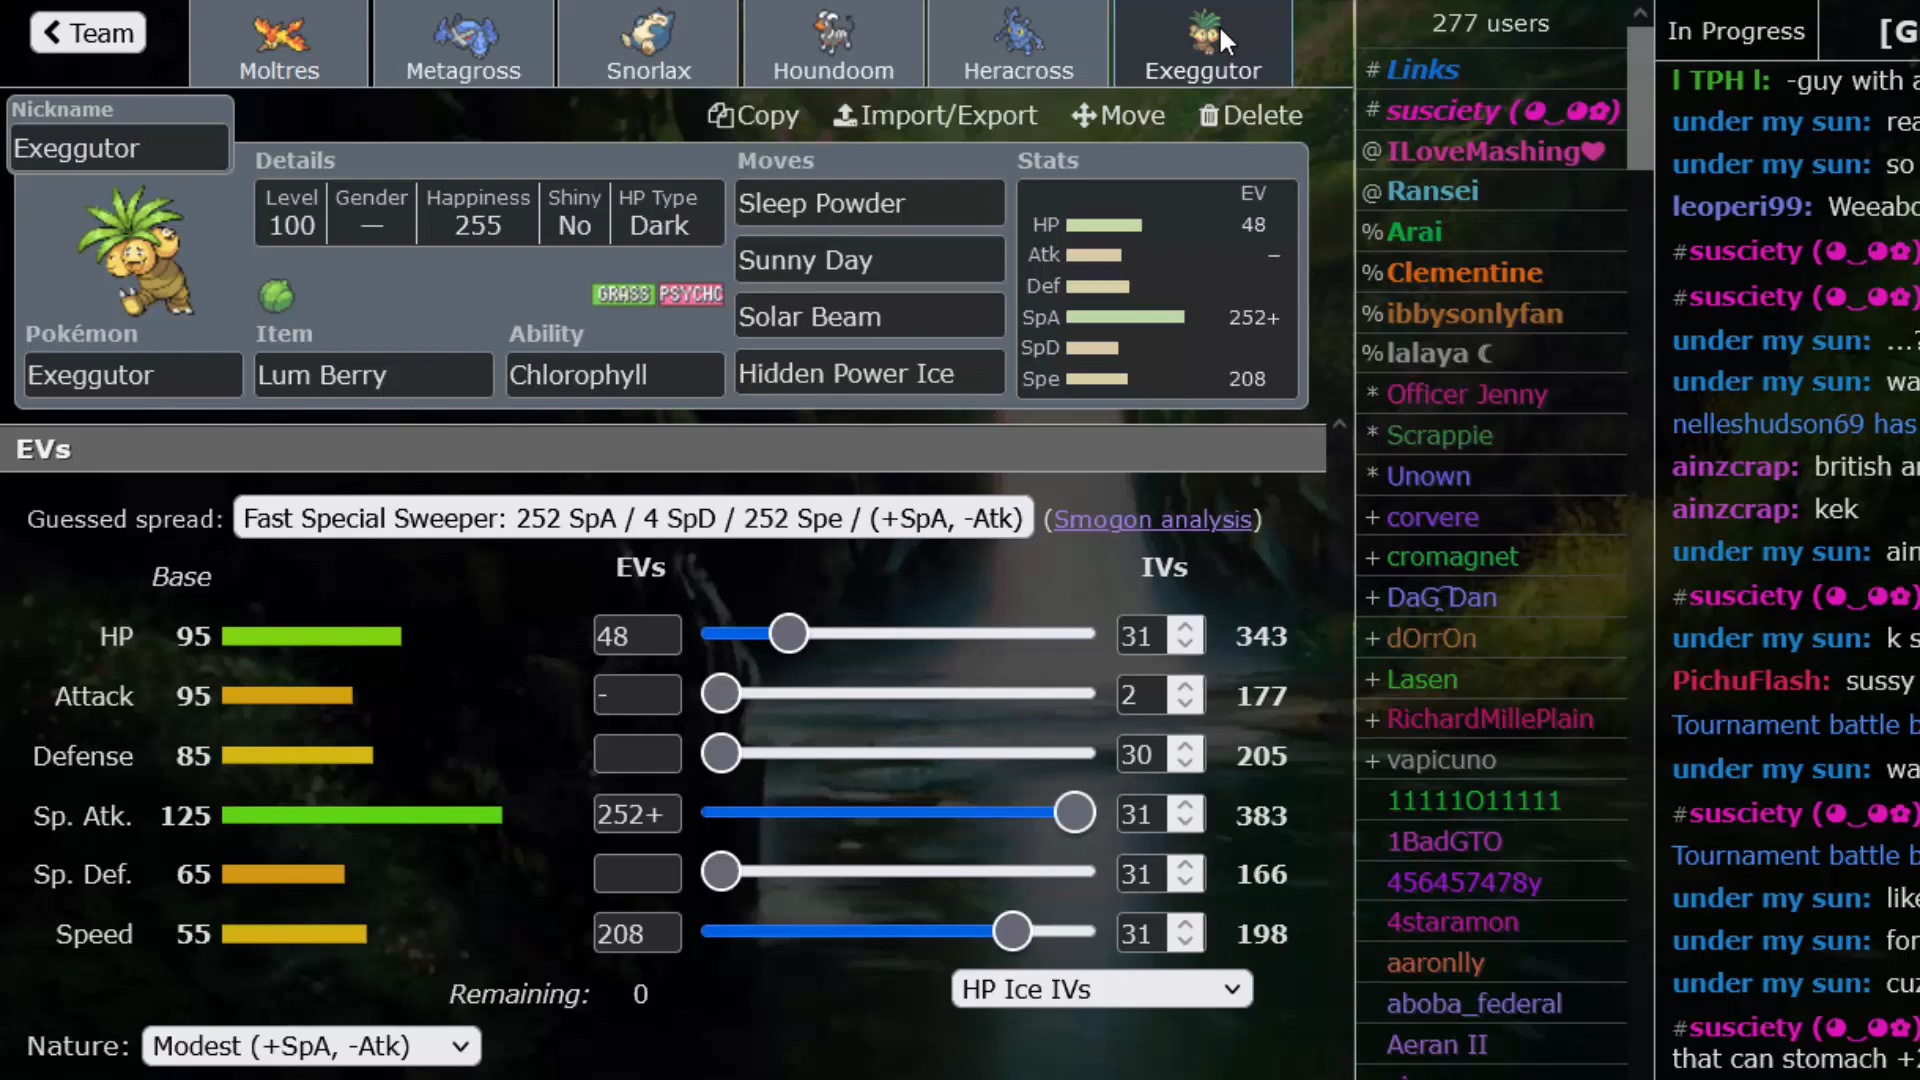 Team
Moltres
Metagross
Snorlax
Houndoom
Heracross
Exeggutor
Copy
Import/Export
Move
Delete
Nickname
Exeggutor
Details
Level
100
Gender
—
Happiness
255
Shiny
No
HP Type
Dark
GRASS PSYCHC
Pokémon
Exeggutor
Item
Lum Berry
Ability
Chlorophyll
Moves
Sleep Powder
Sunny Day
Solar Beam
Hidden Power Ice
Stats
EV
HP 48
Atk –
Def
SpA 252+
SpD
Spe 208
EVs
Guessed spread: Fast Special Sweeper: 252 SpA / 4 SpD / 252 Spe / (+SpA, -Atk) (Smogon analysis)
Base EVs IVs
HP 95 48 31 343
Attack 95 - 2 177
Defense 85 30 205
Sp. Atk. 125 252+ 31 383
Sp. Def. 65 31 166
Speed 55 208 31 198
Remaining: 0
HP Ice IVs
Nature: Modest (+SpA, -Atk)
277 users
# Links
# susciety (◕‿◕✿)
@ ILoveMashing♥
@ Ransei
% Arai
% Clementine
% ibbysonlyfan
% lalaya ☾
* Officer Jenny
* Scrappie
* Unown
+ corvere
+ cromagnet
+ DaG Dan
+ dOrrOn
+ Lasen
+ RichardMillePlain
+ vapicuno
11111O11111
1BadGTO
456457478y
4staramon
aaronlly
aboba_federal
Aeran II
In Progress
[G
l TPH l: -guy with a
under my sun: rea
under my sun: so
leoperi99: Weeabo
#susciety (◕‿◕✿)
#susciety (◕‿◕✿)
under my sun: ...?
under my sun: wa
nelleshudson69 has
ainzcrap: british a
ainzcrap: kek
under my sun: ain
#susciety (◕‿◕✿)
under my sun: k s
PichuFlash: sussy
Tournament battle b
under my sun: wa
#susciety (◕‿◕✿)
Tournament battle b
under my sun: like
under my sun: for
under my sun: cuz
#susciety (◕‿◕✿)
that can stomach +